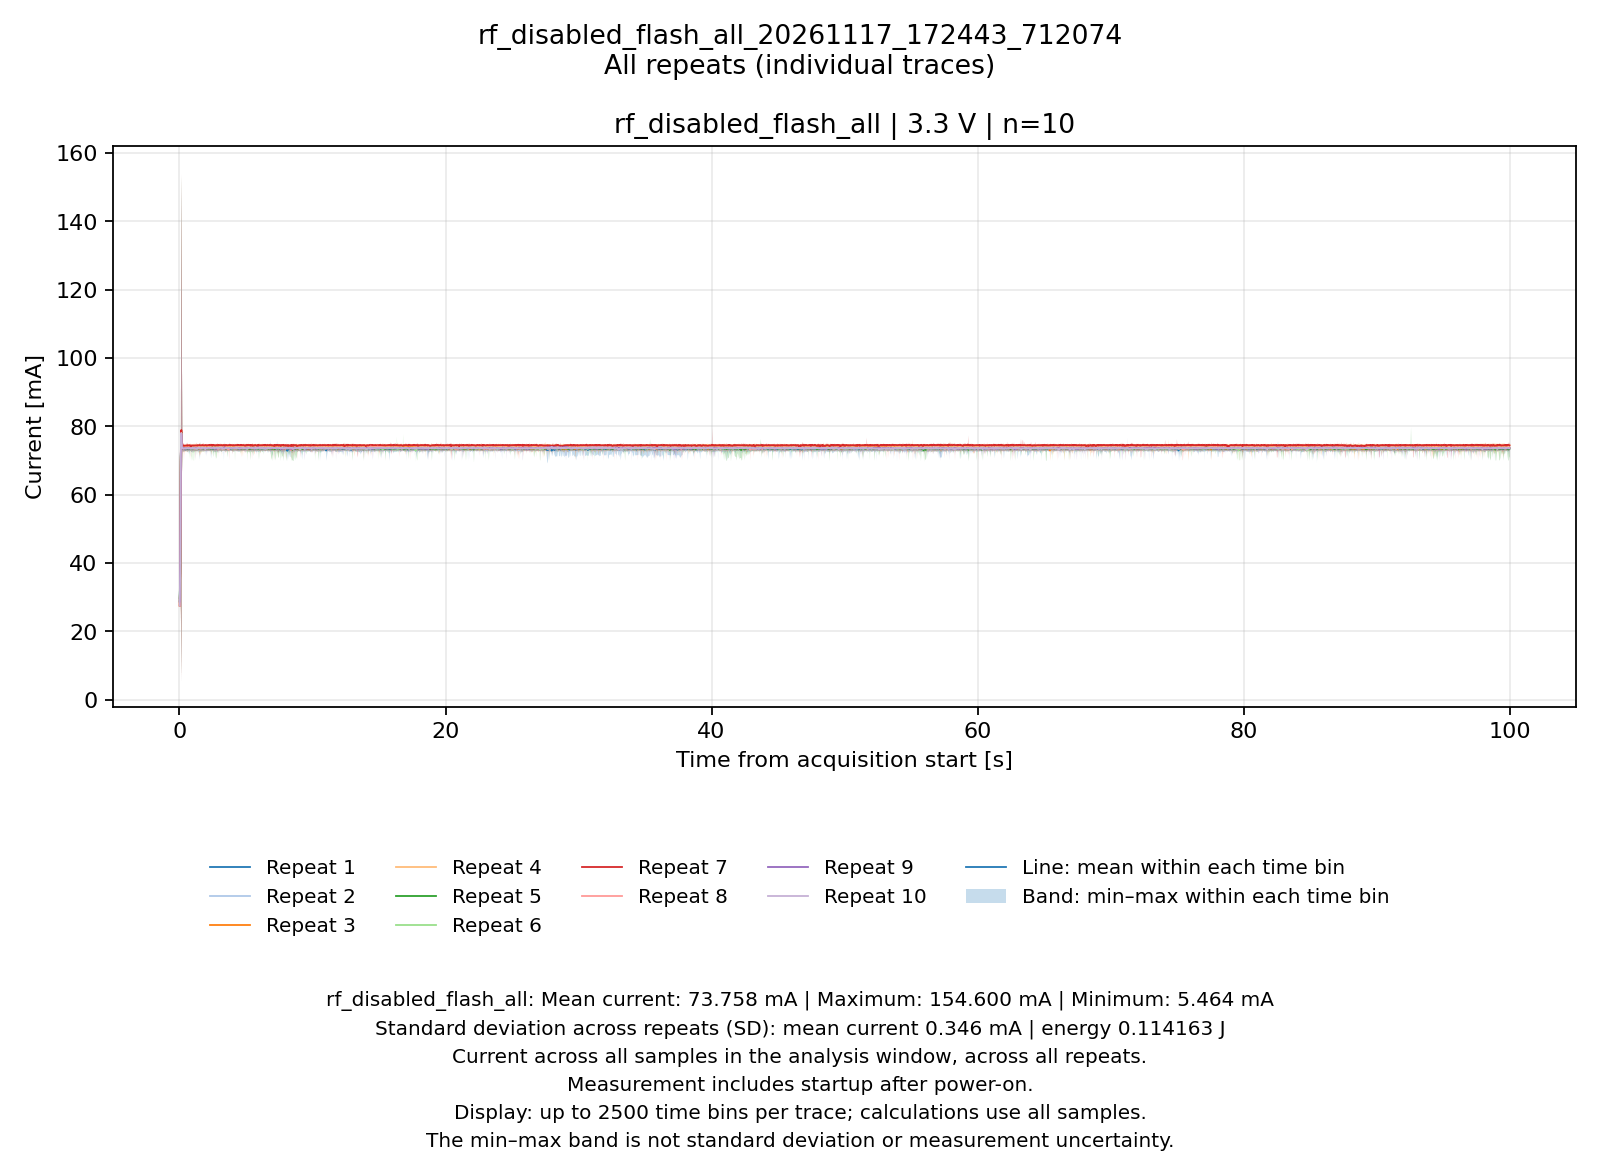 rf_disabled_flash_all_20261117_172443_712074
All repeats (individual traces)
rf_disabled_flash_all | 3.3 V | n=10
160
140
120
100
80
60
40
20
0
Current [mA]
0 20 40 60 80 100
Time from acquisition start [s]
Repeat 1 Repeat 4 Repeat 7 Repeat 9 Line: mean within each time bin
Repeat 2 Repeat 5 Repeat 8 Repeat 10 Band: min–max within each time bin
Repeat 3 Repeat 6
rf_disabled_flash_all: Mean current: 73.758 mA | Maximum: 154.600 mA | Minimum: 5.464 mA
Standard deviation across repeats (SD): mean current 0.346 mA | energy 0.114163 J
Current across all samples in the analysis window, across all repeats.
Measurement includes startup after power-on.
Display: up to 2500 time bins per trace; calculations use all samples.
The min–max band is not standard deviation or measurement uncertainty.